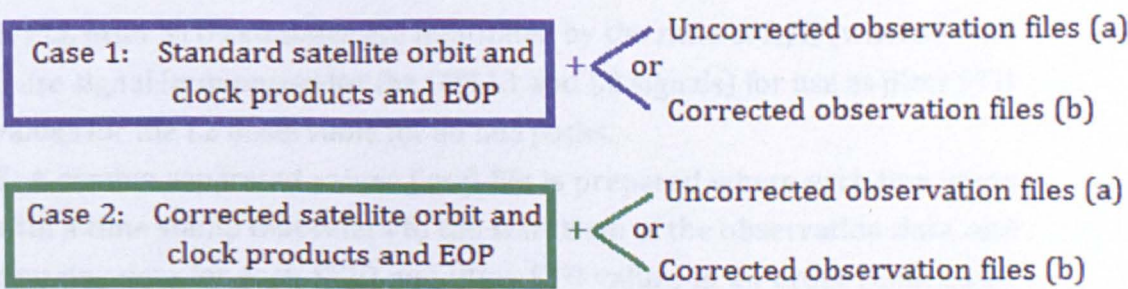 Case 1: Standard satellite orbit and clock products and EOP
+
Uncorrected observation files (a)
or
Corrected observation files (b)
Case 2: Corrected satellite orbit and clock products and EOP
+
Uncorrected observation files (a)
or
Corrected observation files (b)